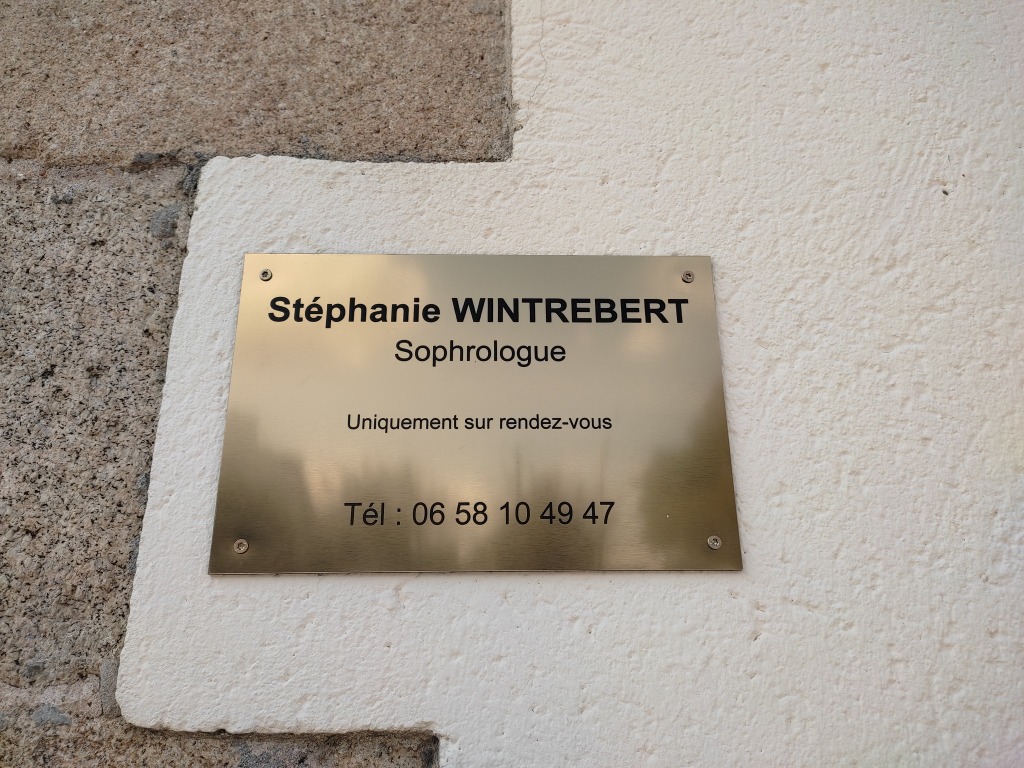 Stéphanie WINTREBERT
Sophrologue
Uniquement sur rendez-vous
Tél : 06 58 10 49 47